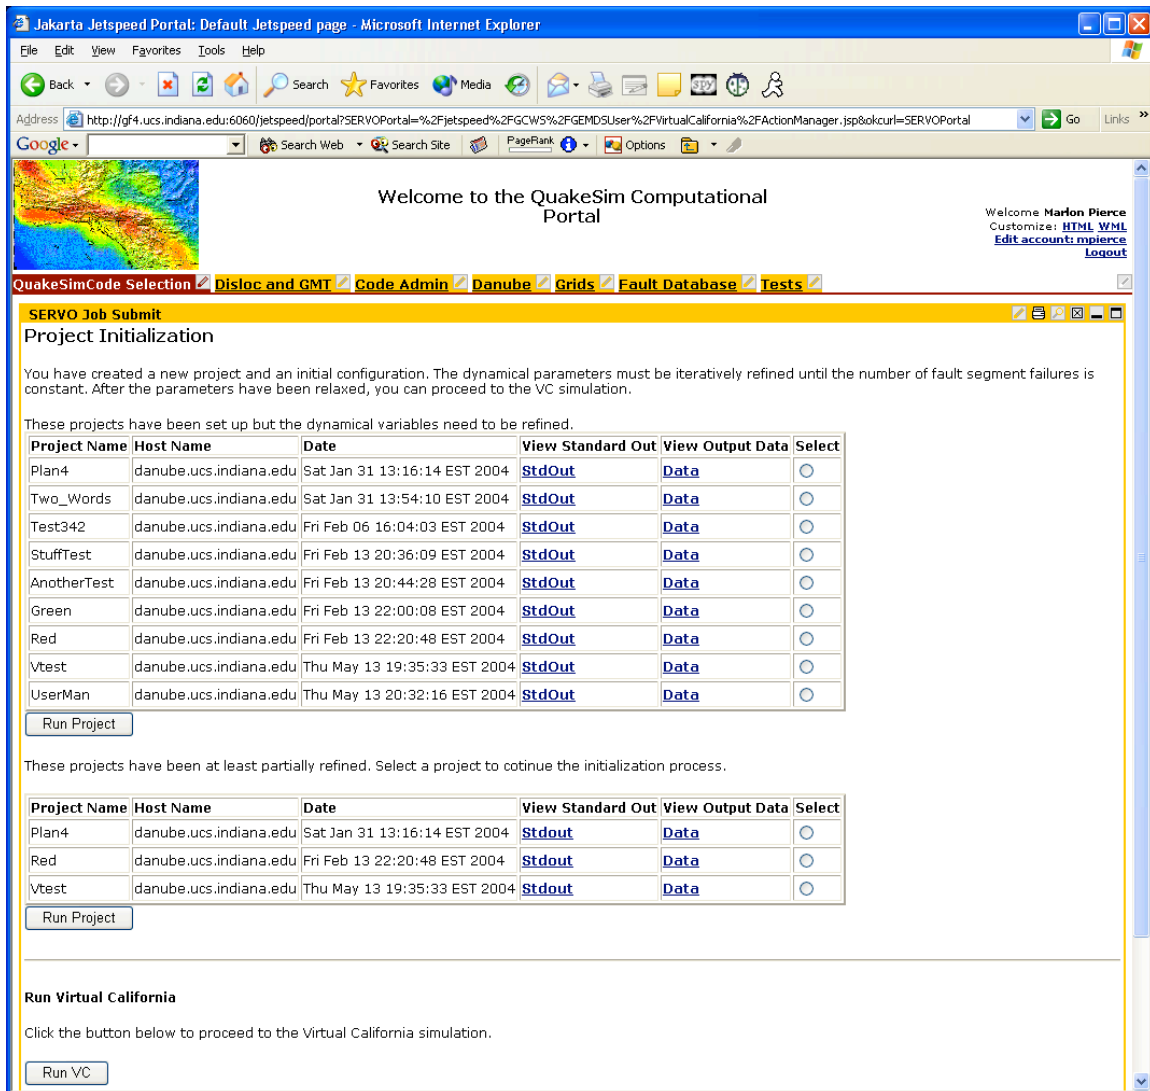 Jakarta Jetspeed Portal: Default Jetspeed page - Microsoft Internet Explorer
File Edit View Favorites Tools Help
Back Search Favorites Media SPY
Address http://gf4.ucs.indiana.edu:6060/jetspeed/portal?SERVOPortal=%2Fjetspeed%2FGCWS%2FGEMDSUser%2FVirtualCalifornia%2FActionManager.jsp&okcurl=SERVOPortal Go Links »
Google Search Web Search Site PageRank Options
Welcome to the QuakeSim Computational
Portal
Welcome Marlon Pierce
Customize: HTML WML
Edit account: mpierce
Logout
QuakeSimCode Selection Disloc and GMT Code Admin Danube Grids Fault Database Tests
SERVO Job Submit
Project Initialization
You have created a new project and an initial configuration. The dynamical parameters must be iteratively refined until the number of fault segment failures is
constant. After the parameters have been relaxed, you can proceed to the VC simulation.
These projects have been set up but the dynamical variables need to be refined.
Project Name Host Name Date View Standard Out View Output Data Select
Plan4 danube.ucs.indiana.edu Sat Jan 31 13:16:14 EST 2004 StdOut Data
Two_Words danube.ucs.indiana.edu Sat Jan 31 13:54:10 EST 2004 StdOut Data
Test342 danube.ucs.indiana.edu Fri Feb 06 16:04:03 EST 2004 StdOut Data
StuffTest danube.ucs.indiana.edu Fri Feb 13 20:36:09 EST 2004 StdOut Data
AnotherTest danube.ucs.indiana.edu Fri Feb 13 20:44:28 EST 2004 StdOut Data
Green danube.ucs.indiana.edu Fri Feb 13 22:00:08 EST 2004 StdOut Data
Red danube.ucs.indiana.edu Fri Feb 13 22:20:48 EST 2004 StdOut Data
Vtest danube.ucs.indiana.edu Thu May 13 19:35:33 EST 2004 StdOut Data
UserMan danube.ucs.indiana.edu Thu May 13 20:32:16 EST 2004 StdOut Data
Run Project
These projects have been at least partially refined. Select a project to cotinue the initialization process.
Project Name Host Name Date View Standard Out View Output Data Select
Plan4 danube.ucs.indiana.edu Sat Jan 31 13:16:14 EST 2004 Stdout Data
Red danube.ucs.indiana.edu Fri Feb 13 22:20:48 EST 2004 Stdout Data
Vtest danube.ucs.indiana.edu Thu May 13 19:35:33 EST 2004 Stdout Data
Run Project
Run Virtual California
Click the button below to proceed to the Virtual California simulation.
Run VC